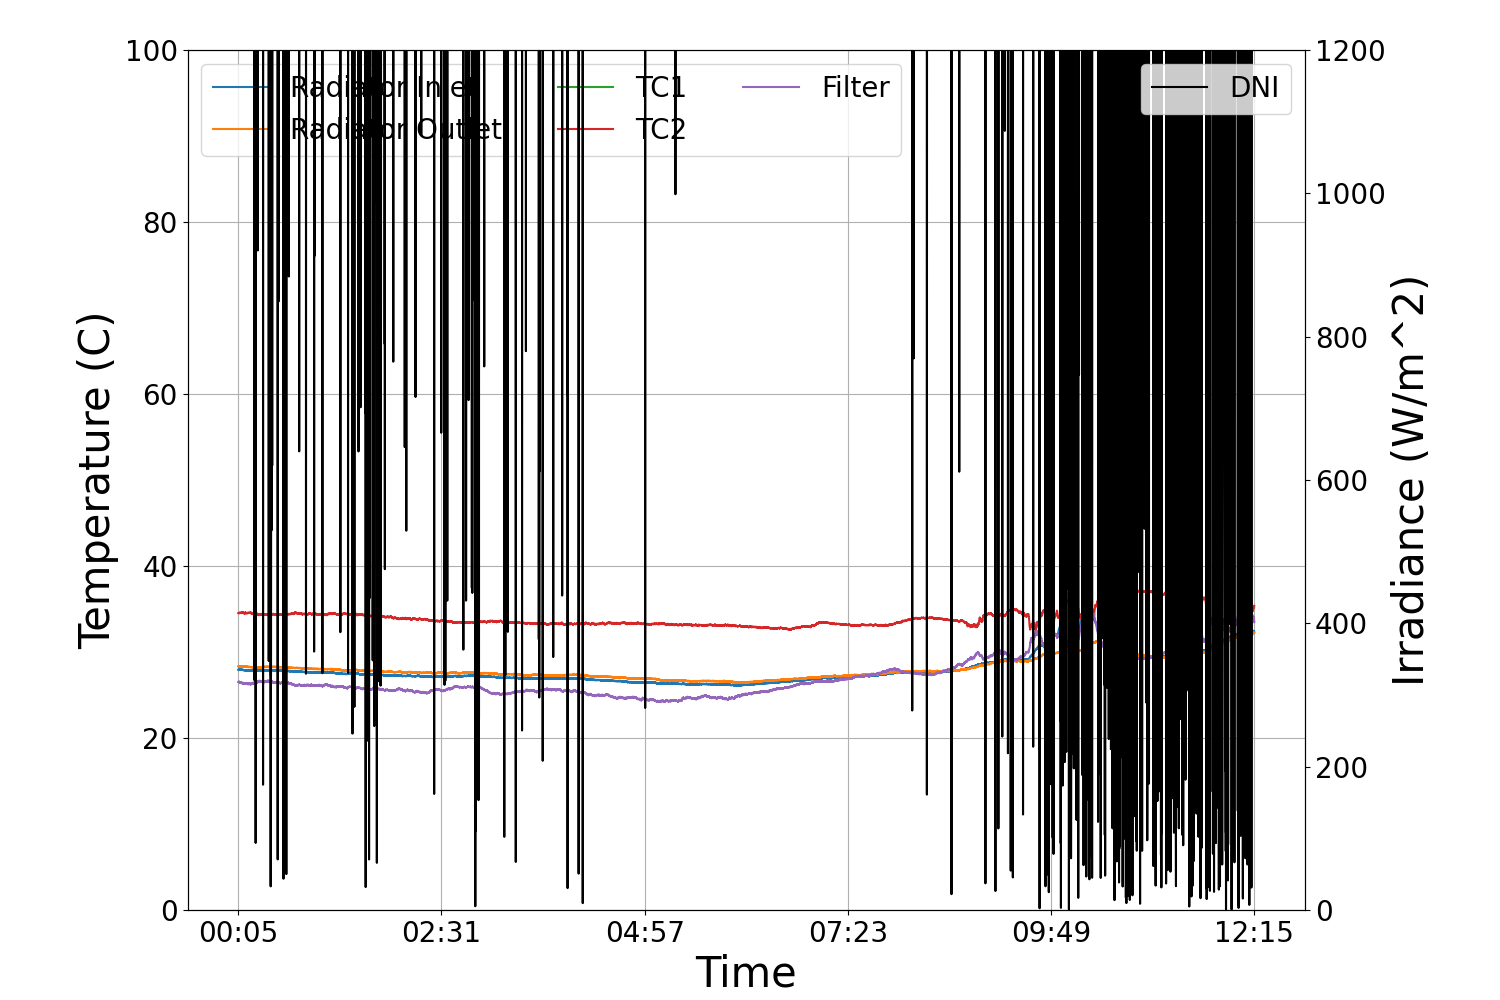 Radiator Inlet
Radiator Outlet
TC1
TC2
Filter
DNI
100
80
60
40
20
0
Temperature (C)
1200
1000
800
600
400
200
0
Irradiance (W/m^2)
00:05 02:31 04:57 07:23 09:49 12:15
Time